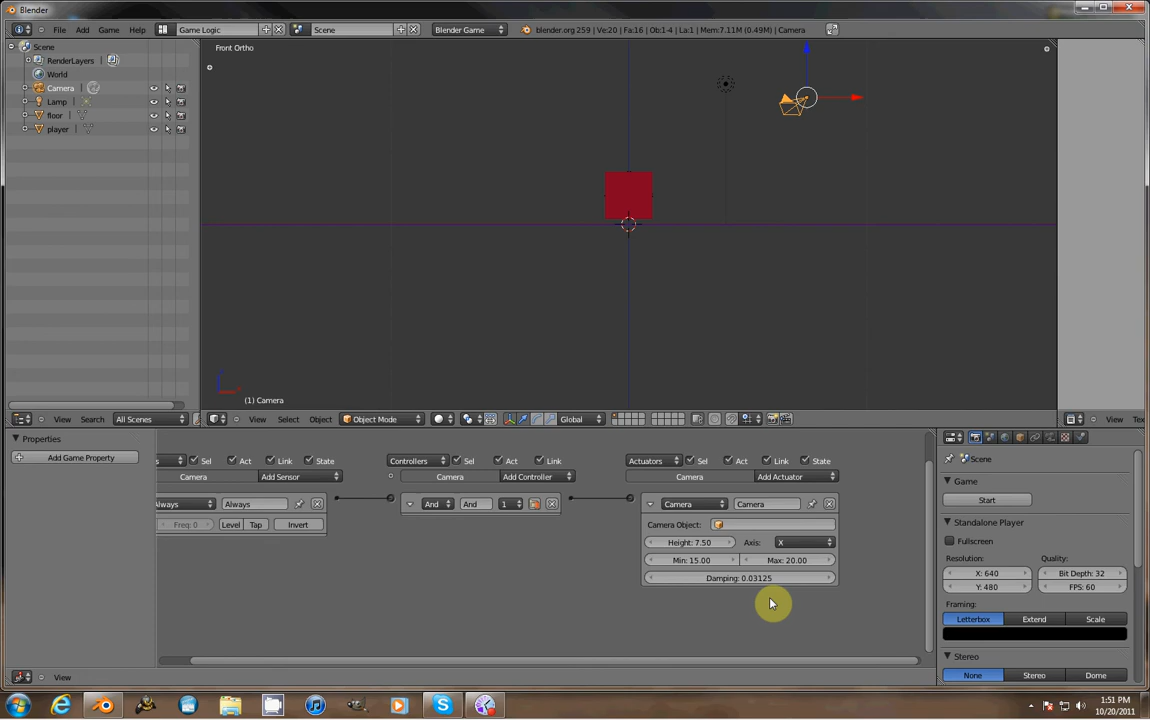 Blender
File Add Game Help Game Logic Scene Blender Game blender.org 259 | Ve:20 | Fa:16 | Ob:1-4 | La:1 | Mem:7.11M (0.49M) | Camera
Scene
RenderLayers
World
Camera
Lamp
floor
player
Front Ortho
(1) Camera
View Search All Scenes
View Select Object Object Mode Global
View
Properties
Add Game Property
Sel Act Link State
Camera Add Sensor
Always Always
Freq: 0 Level Tap Invert
Controllers Sel Act Link
Camera Add Controller
And And 1
Actuators Sel Act Link State
Camera Add Actuator
Camera Camera
Camera Object:
Height: 7.50 Axis: X
Min: 15.00 Max: 20.00
Damping: 0.03125
Scene
Game
Start
Standalone Player
Fullscreen
Resolution: Quality:
X: 640 Bit Depth: 32
Y: 480 FPS: 60
Framing:
Letterbox Extend Scale
Stereo
None Stereo Dome
View
1:51 PM
10/20/2011